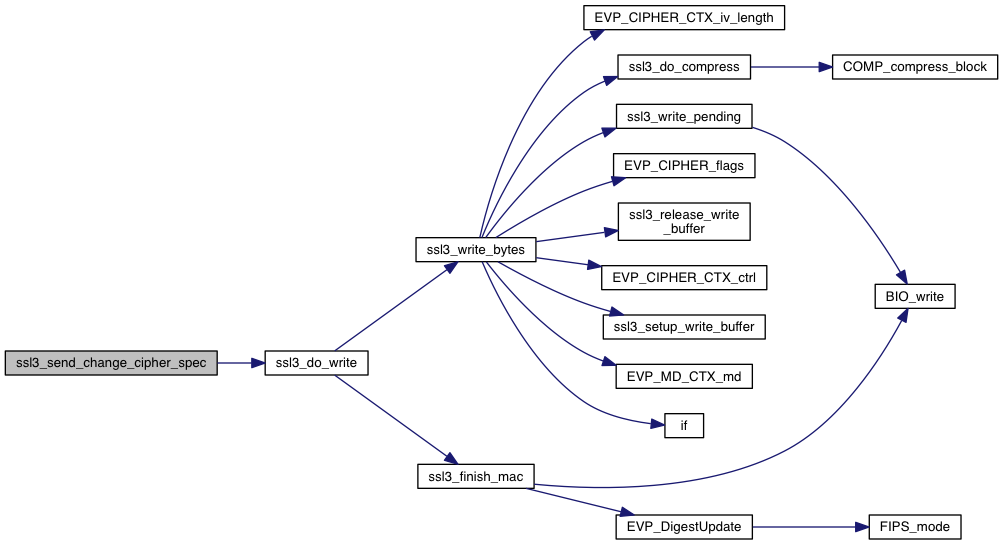 EVP_CIPHER_CTX_iv_length
ssl3_do_compress
COMP_compress_block
ssl3_write_pending
EVP_CIPHER_flags
ssl3_release_write
_buffer
ssl3_write_bytes
EVP_CIPHER_CTX_ctrl
BIO_write
ssl3_setup_write_buffer
ssl3_send_change_cipher_spec
ssl3_do_write
EVP_MD_CTX_md
if
ssl3_finish_mac
EVP_DigestUpdate
FIPS_mode